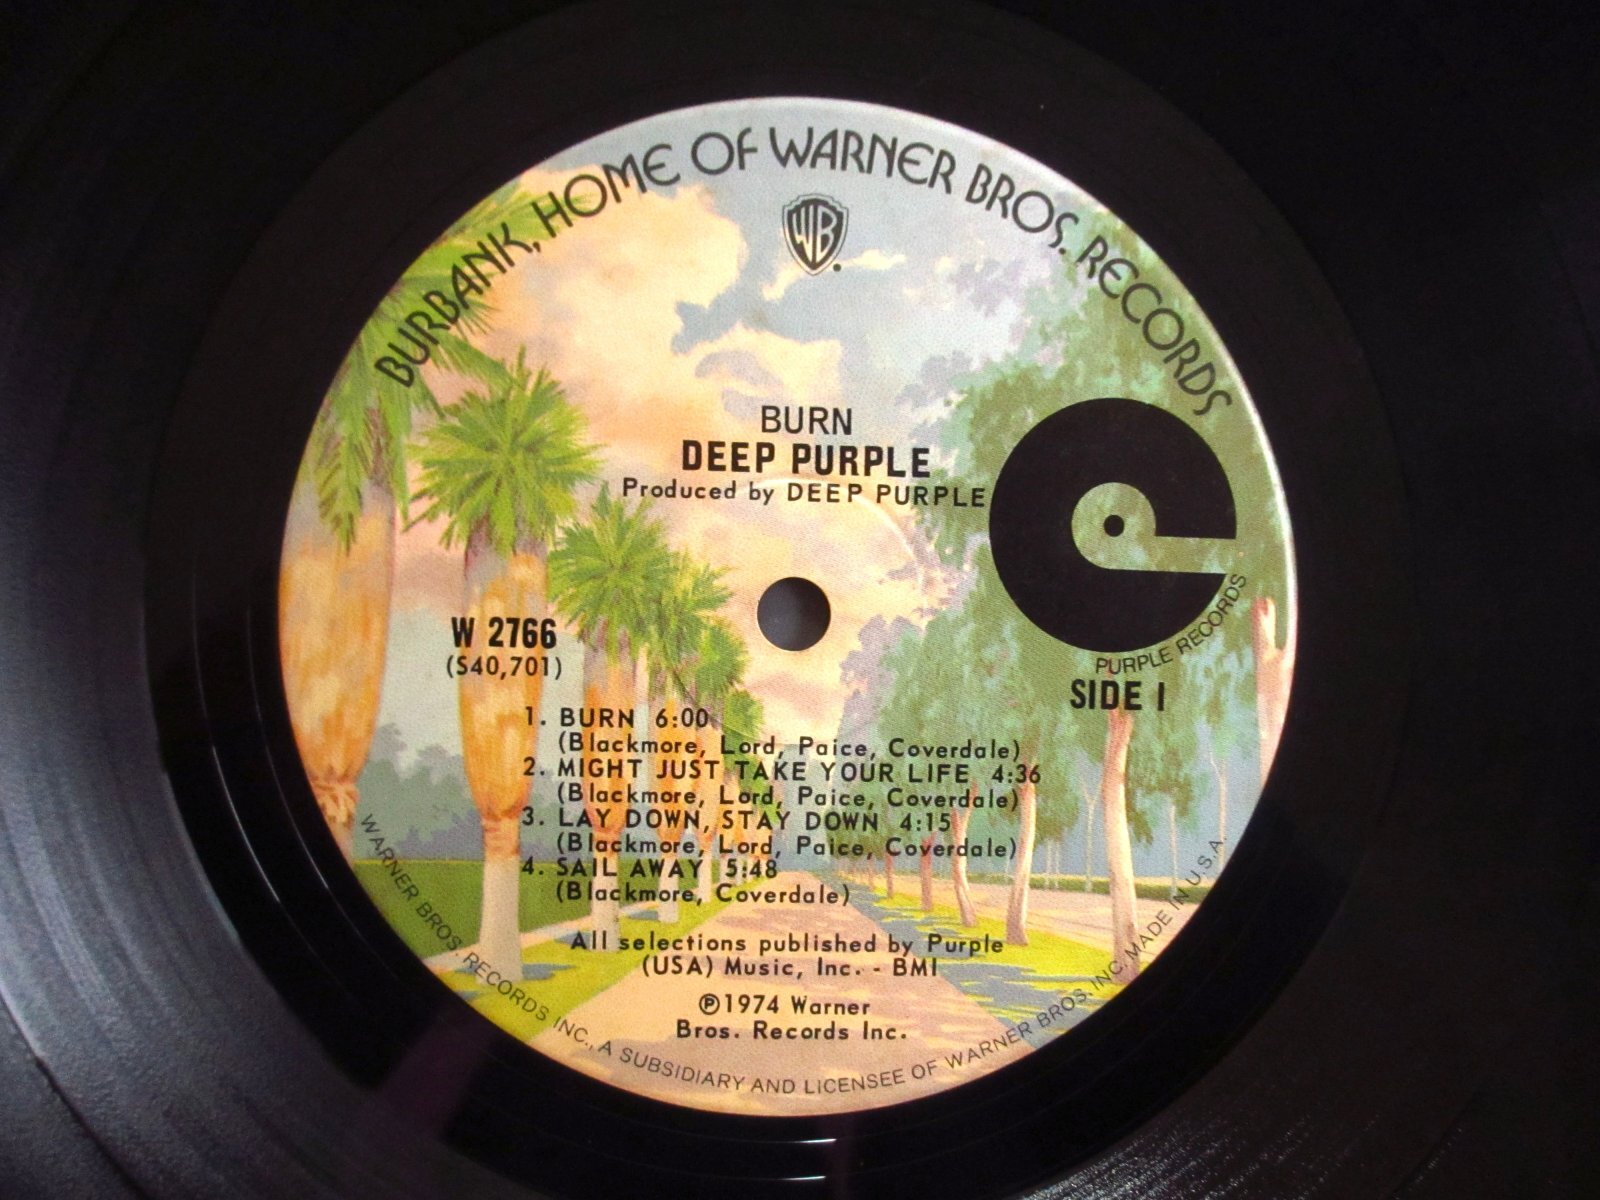 BURBANK, HOME OF WARNER BROS. RECORDS
WB
BURN
DEEP PURPLE
Produced by DEEP PURPLE
PURPLE RECORDS
W 2766
(S40,701)
SIDE 1
1. BURN 6:00
(Blackmore, Lord, Paice, Coverdale)
2. MIGHT JUST TAKE YOUR LIFE 4:36
(Blackmore, Lord, Paice, Coverdale)
3. LAY DOWN, STAY DOWN 4:15
(Blackmore, Lord, Paice, Coverdale)
4. SAIL AWAY 5:48
(Blackmore, Coverdale)
All selections published by Purple
(USA) Music, Inc. - BMI
℗1974 Warner
Bros. Records Inc.
WARNER BROS. RECORDS INC., A SUBSIDIARY AND LICENSEE OF WARNER BROS. INC. MADE IN U.S.A.